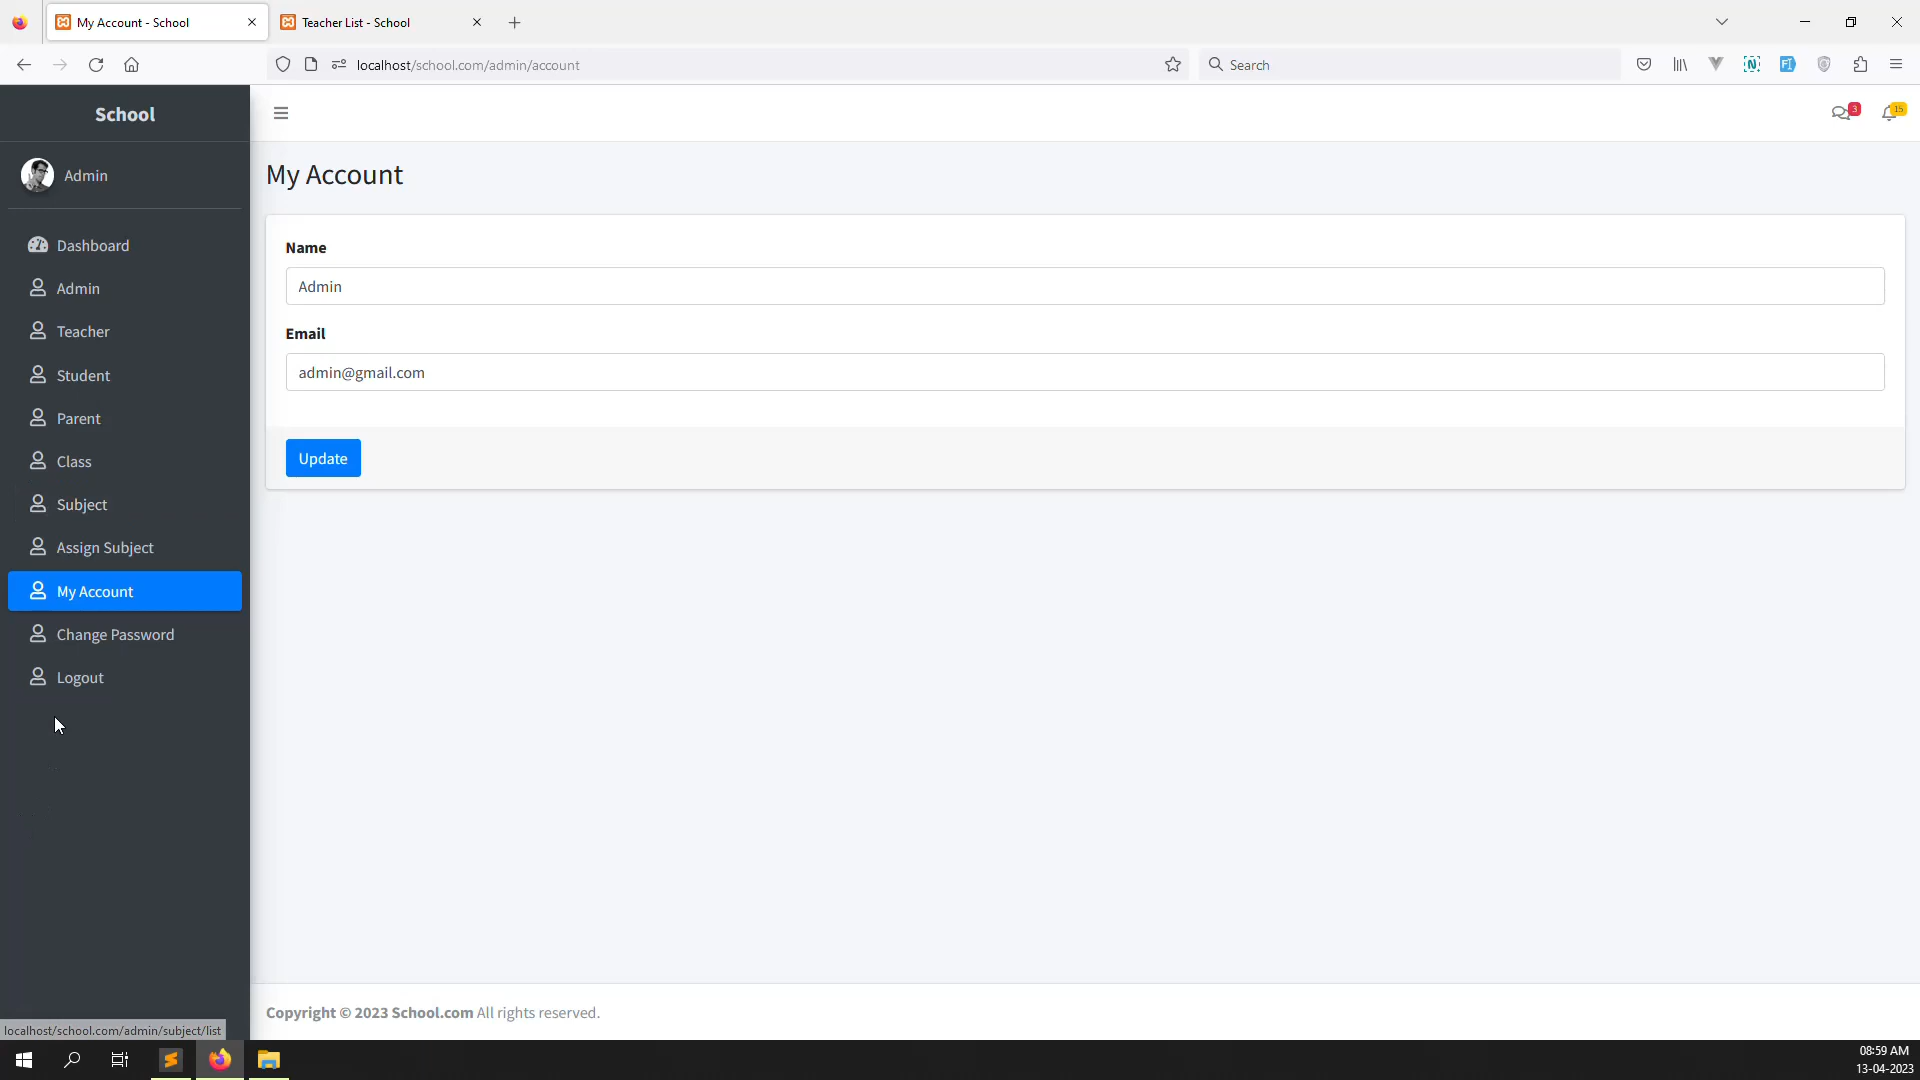 My Account - School
Teacher List - School
localhost/school.com/admin/account
Search
School
3
15
Admin
My Account
Dashboard
Admin
Teacher
Student
Parent
Class
Subject
Assign Subject
My Account
Change Password
Logout
Name
Admin
Email
admin@gmail.com
Update
Copyright © 2023 School.com All rights reserved.
localhost/school.com/admin/subject/list
08:59 AM
13-04-2023